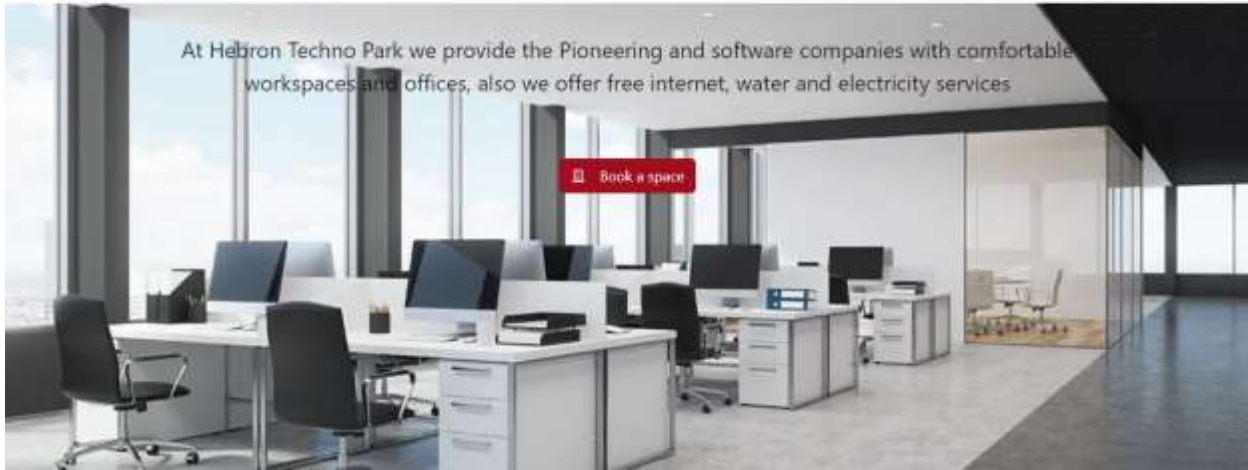 At Hebron Techno Park we provide the Pioneering and software companies with comfortable
workspaces and offices, also we offer free internet, water and electricity services
Book a space